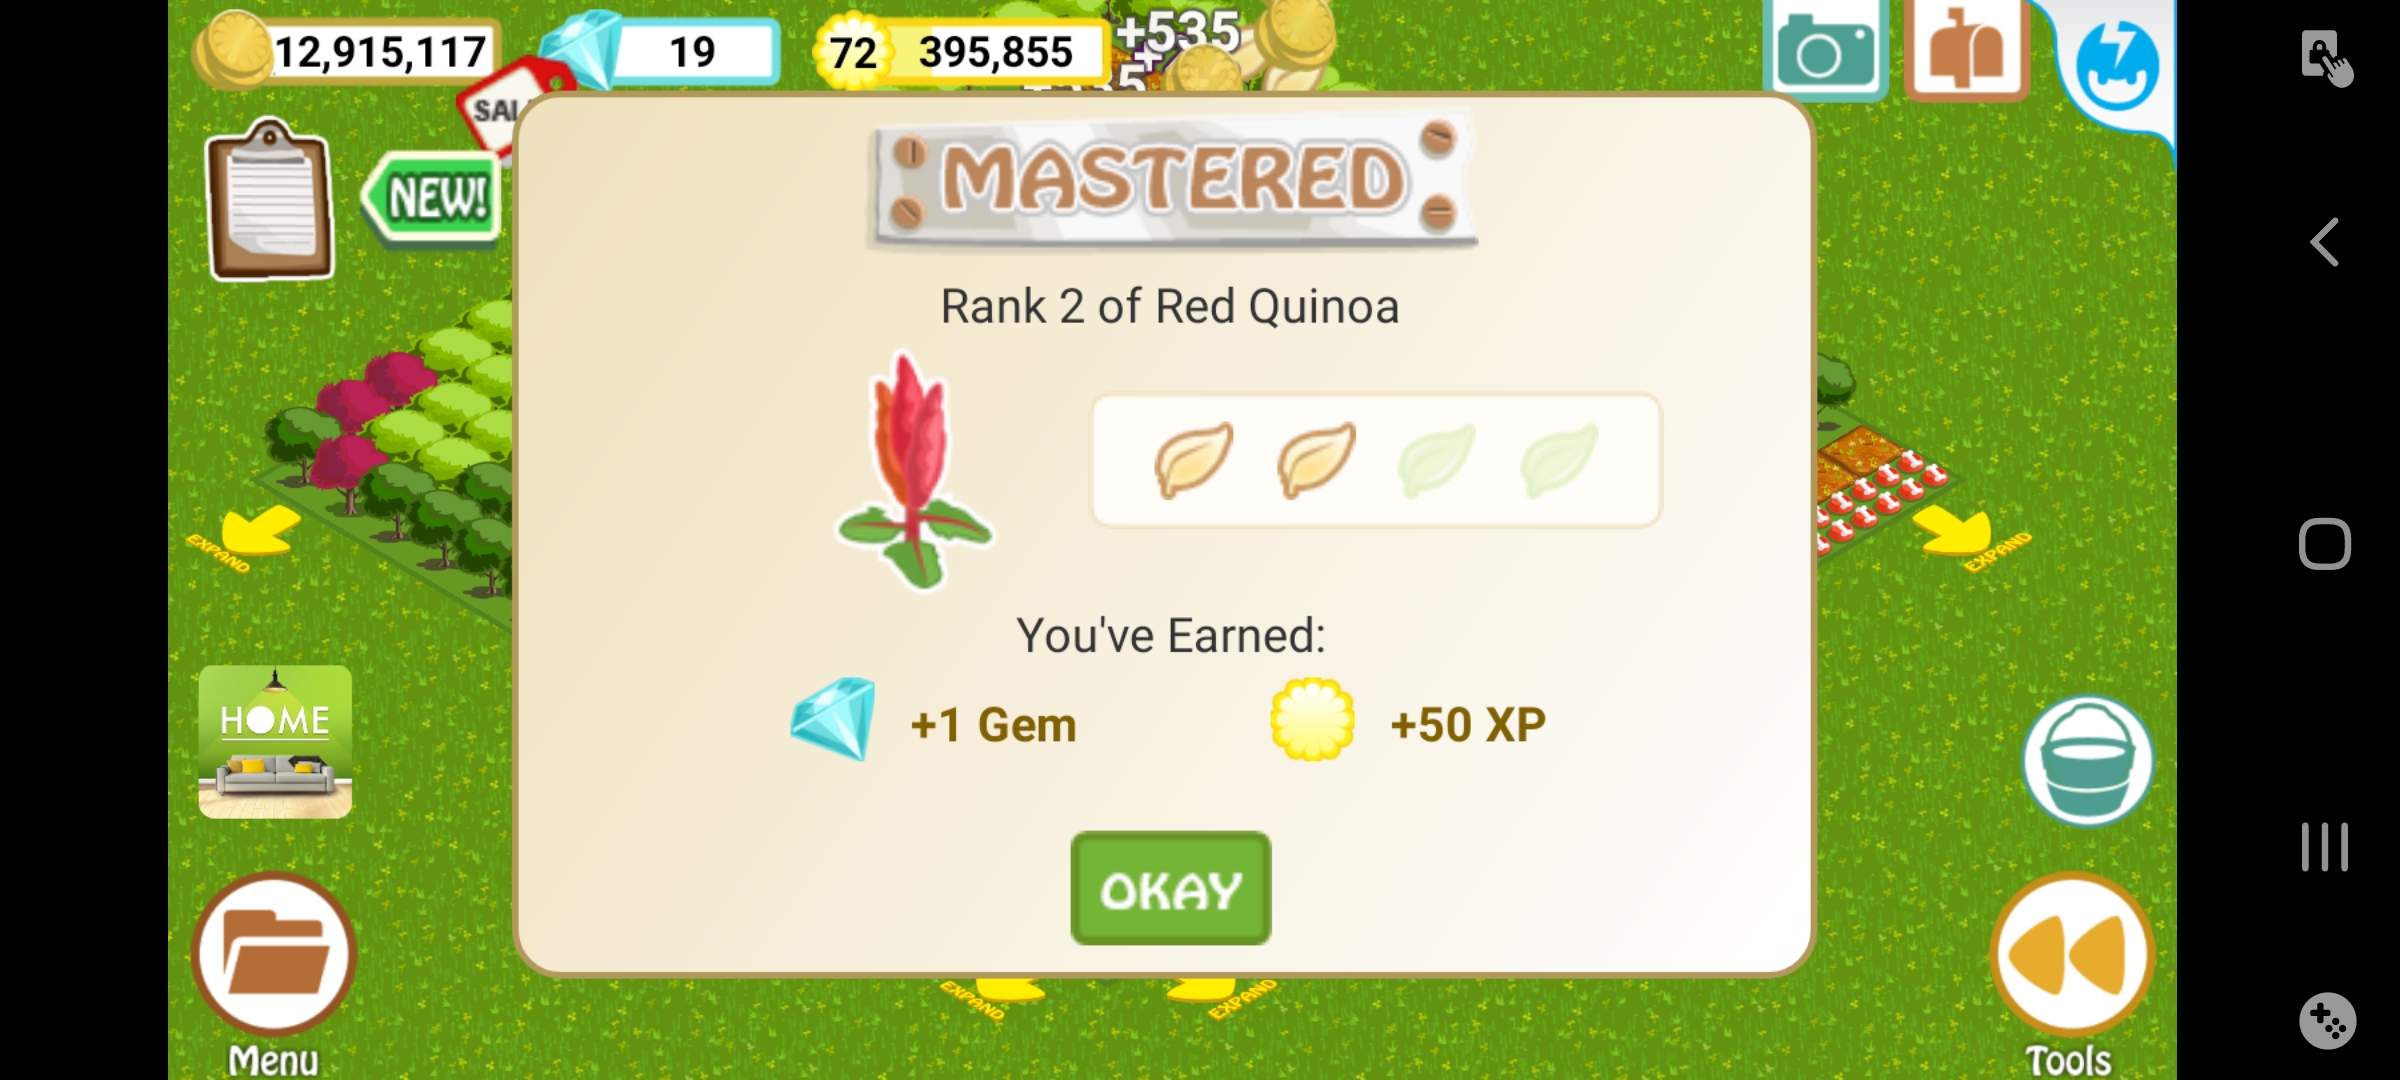 12,915,117
19
72
395,855
+535
NEW!
MASTERED
Rank 2 of Red Quinoa
You've Earned:
+1 Gem
+50 XP
OKAY
EXPAND
EXPAND
HOME
EXPAND
EXPAND
Menu
Tools